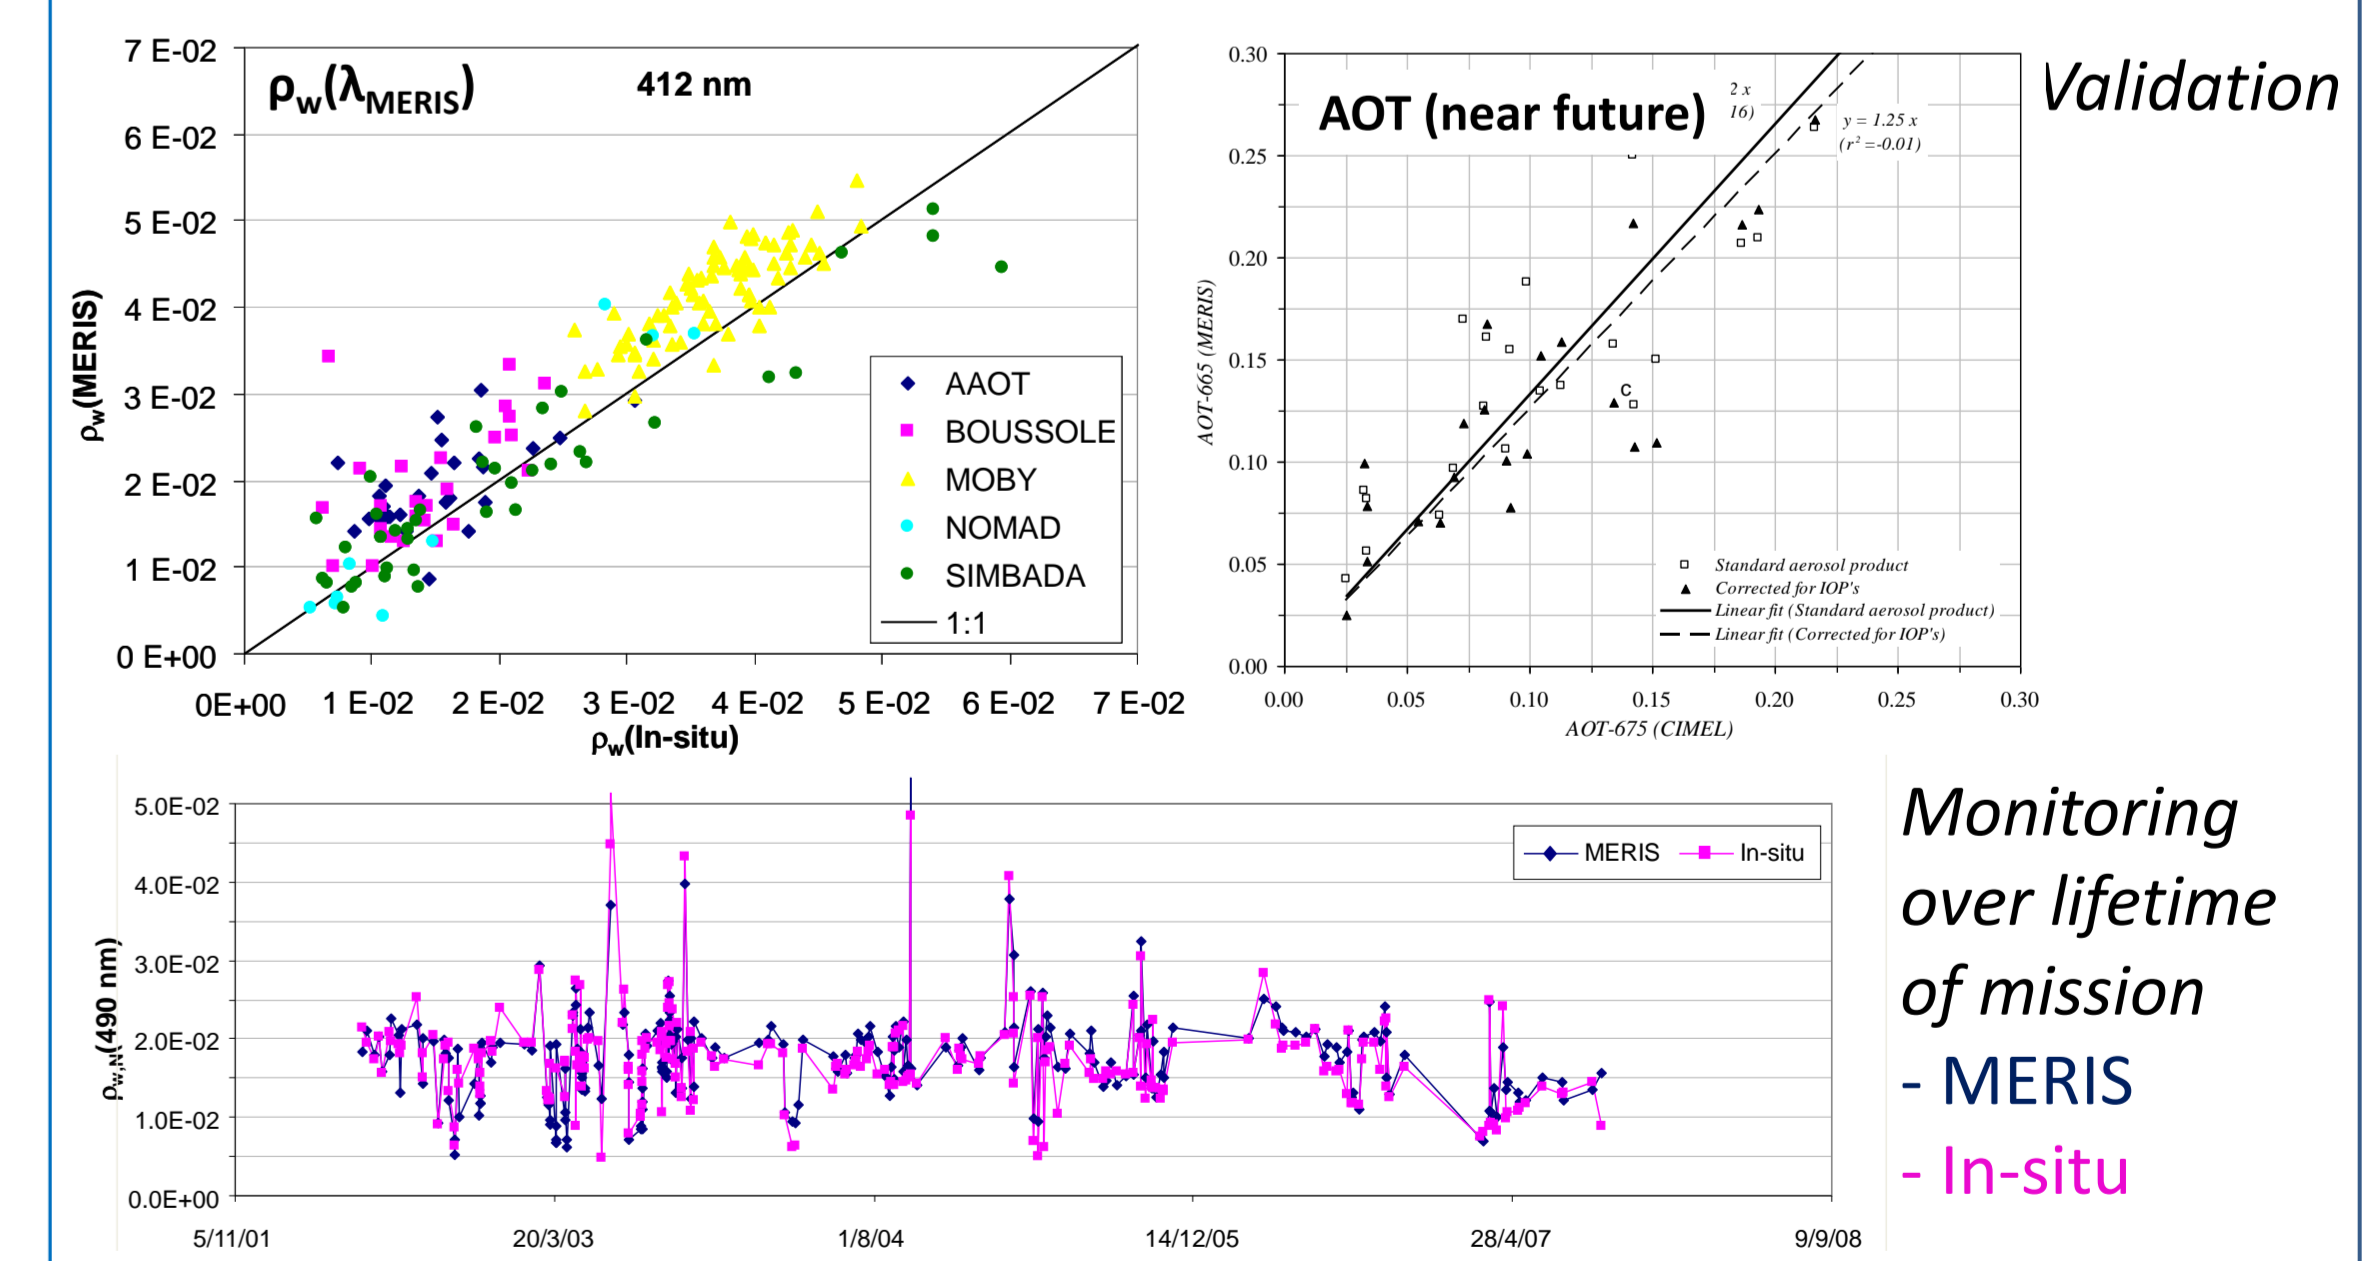 ρw(λMERIS)
412 nm
7 E-02
6 E-02
5 E-02
4 E-02
3 E-02
2 E-02
1 E-02
0 E+00
ρw(MERIS)
AAOT
BOUSSOLE
MOBY
NOMAD
SIMBADA
1:1
0E+00 1 E-02 2 E-02 3 E-02 4 E-02 5 E-02 6 E-02 7 E-02
ρw(In-situ)
AOT (near future)
2 x
16)
y = 1.25 x
(r² =-0.01)
0.30
0.25
0.20
0.15
0.10
0.05
0.00
AOT-665 (MERIS)
C
Standard aerosol product
Corrected for IOP's
Linear fit (Standard aerosol product)
Linear fit (Corrected for IOP's)
0.00 0.05 0.10 0.15 0.20 0.25 0.30
AOT-675 (CIMEL)
Validation
5.0E-02
4.0E-02
3.0E-02
2.0E-02
1.0E-02
0.0E+00
ρw,N(490 nm)
MERIS In-situ
5/11/01 20/3/03 1/8/04 14/12/05 28/4/07 9/9/08
Monitoring
over lifetime
of mission
- MERIS
- In-situ